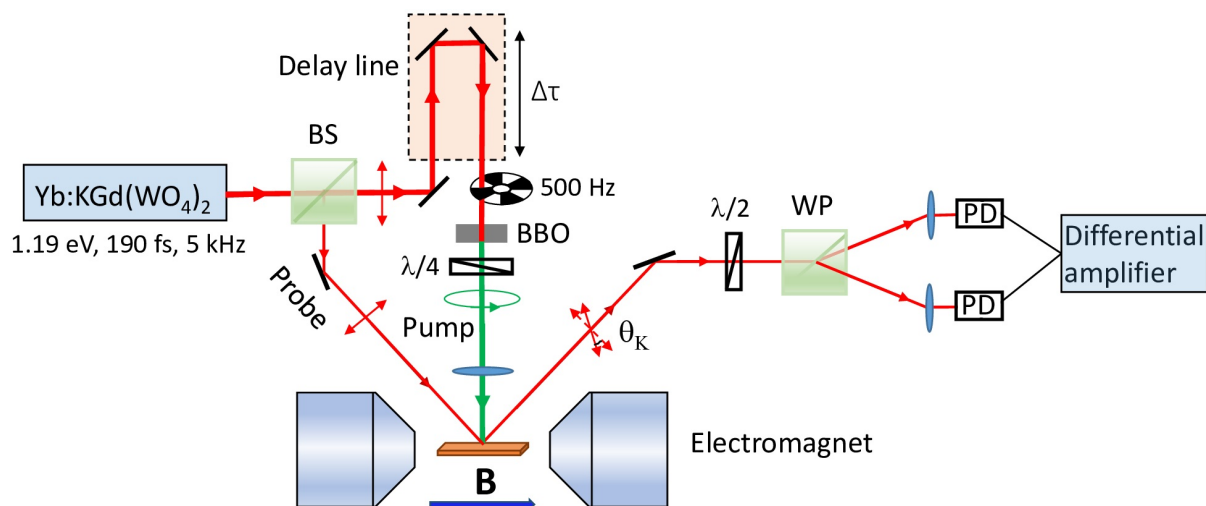 Delay line
Δτ
BS
Yb:KGd(WO₄)₂
500 Hz
1.19 eV, 190 fs, 5 kHz
BBO
λ/4
λ/2
WP
PD
Differential
amplifier
PD
Probe
Pump
θ_K
Electromagnet
B